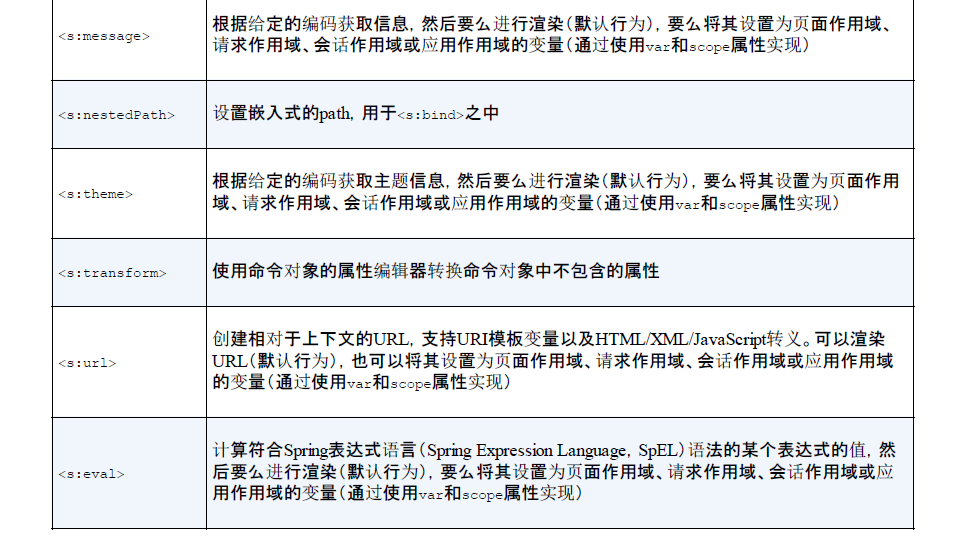 <s:message>
根据给定的编码获取信息，然后要么进行渲染（默认行为），要么将其设置为页面作用域、
请求作用域、会话作用域或应用作用域的变量（通过使用var和scope属性实现）
<s:nestedPath>
设置嵌入式的path，用于<s:bind>之中
<s:theme>
根据给定的编码获取主题信息，然后要么进行渲染（默认行为），要么将其设置为页面作用
域、请求作用域、会话作用域或应用作用域的变量（通过使用var和scope属性实现）
<s:transform>
使用命令对象的属性编辑器转换命令对象中不包含的属性
<s:url>
创建相对于上下文的URL，支持URI模板变量以及HTML/XML/JavaScript转义。可以渲染
URL（默认行为），也可以将其设置为页面作用域、请求作用域、会话作用域或应用作用域
的变量（通过使用var和scope属性实现）
<s:eval>
计算符合Spring表达式语言（Spring Expression Language，SpEL）语法的某个表达式的值，然
后要么进行渲染（默认行为），要么将其设置为页面作用域、请求作用域、会话作用域或应
用作用域的变量（通过使用var和scope属性实现）